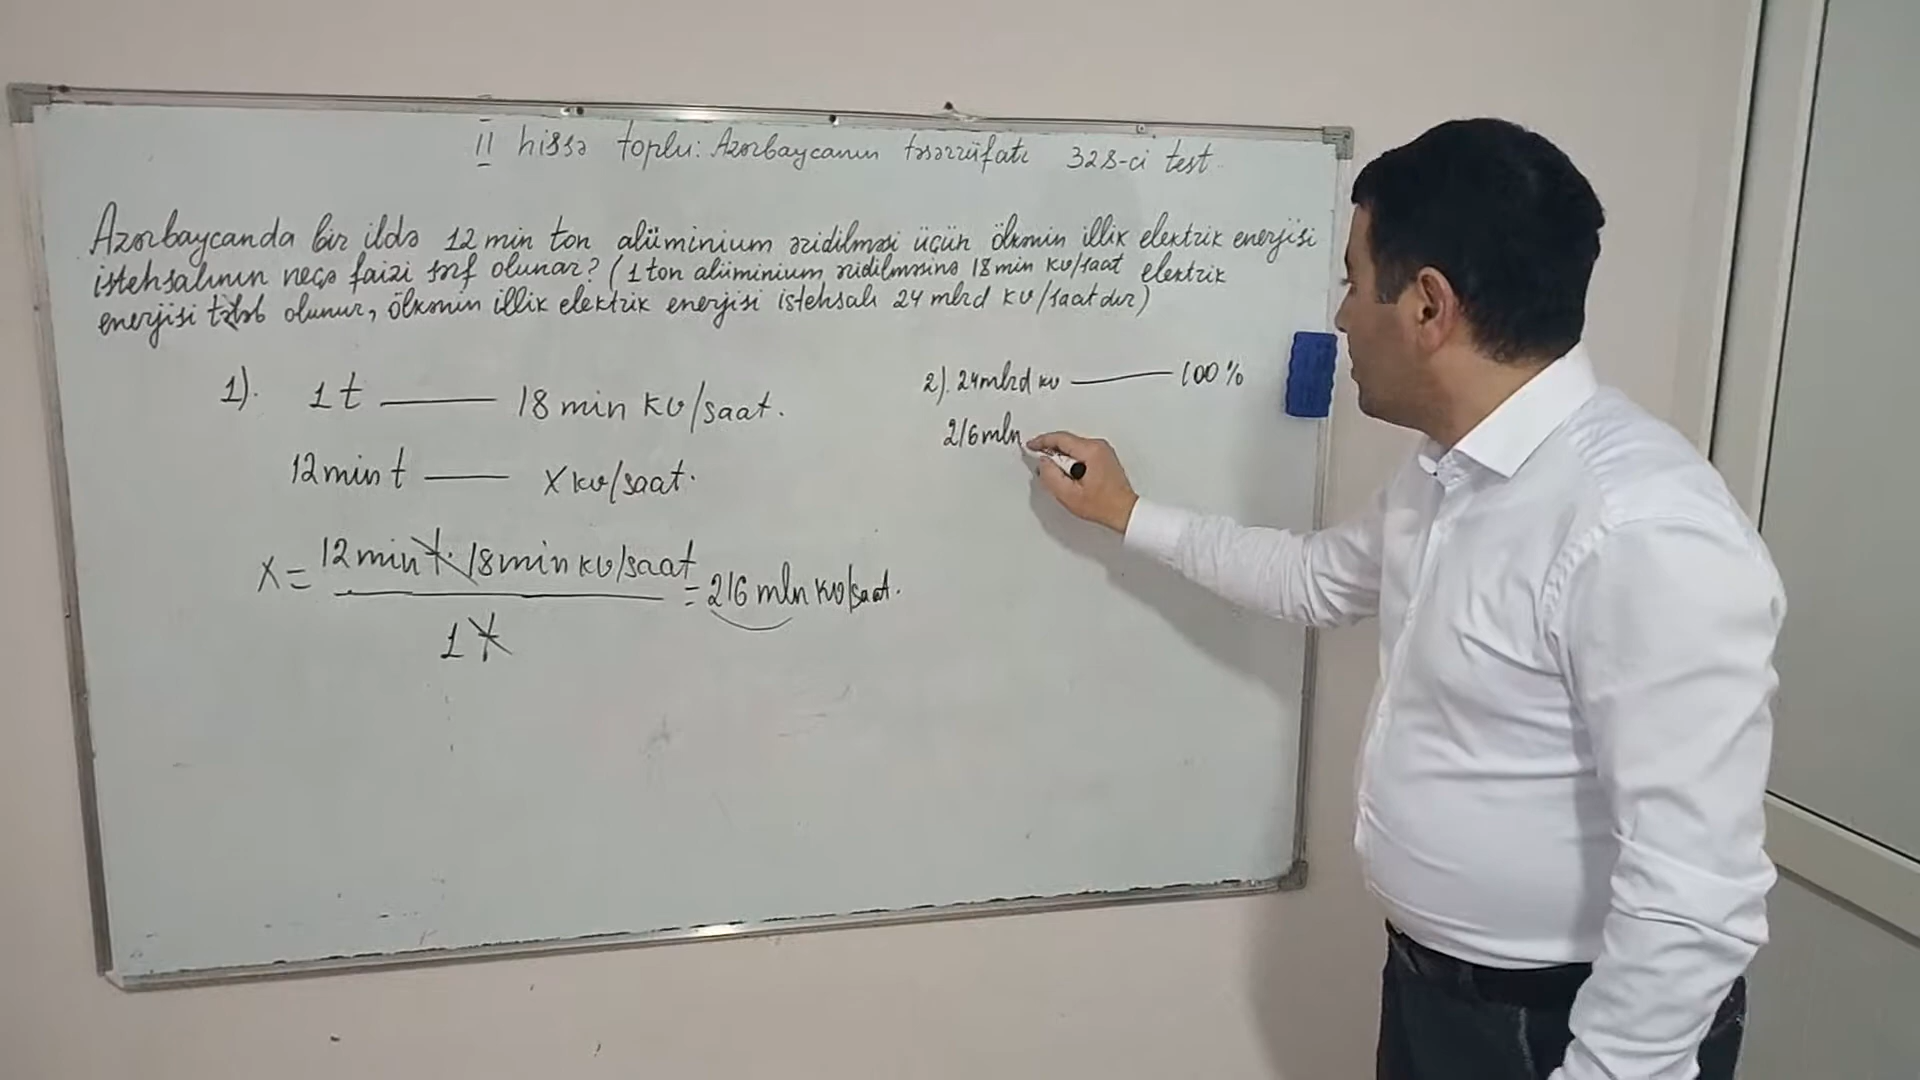 II hissə toplu: Azərbaycanın təsərrüfatı 328-ci test
Azərbaycanda bir ildə 12 min ton alüminium əridilməsi üçün ölkənin illik elektrik enerjisi
istehsalının neçə faizi sərf olunar? (1 ton alüminium əridilməsinə 18 min kv/saat elektrik
enerjisi tələb olunur, ölkənin illik elektrik enerjisi istehsalı 24 mlrd kv/saatdır)
1). 1 t —— 18 min kv/saat.
12 min t —— x kv/saat.
x = 12 min t · 18 min kv/saat
= 216 mln kv/saat.
1 t
2). 24 mlrd kv —— 100 %
216 mln